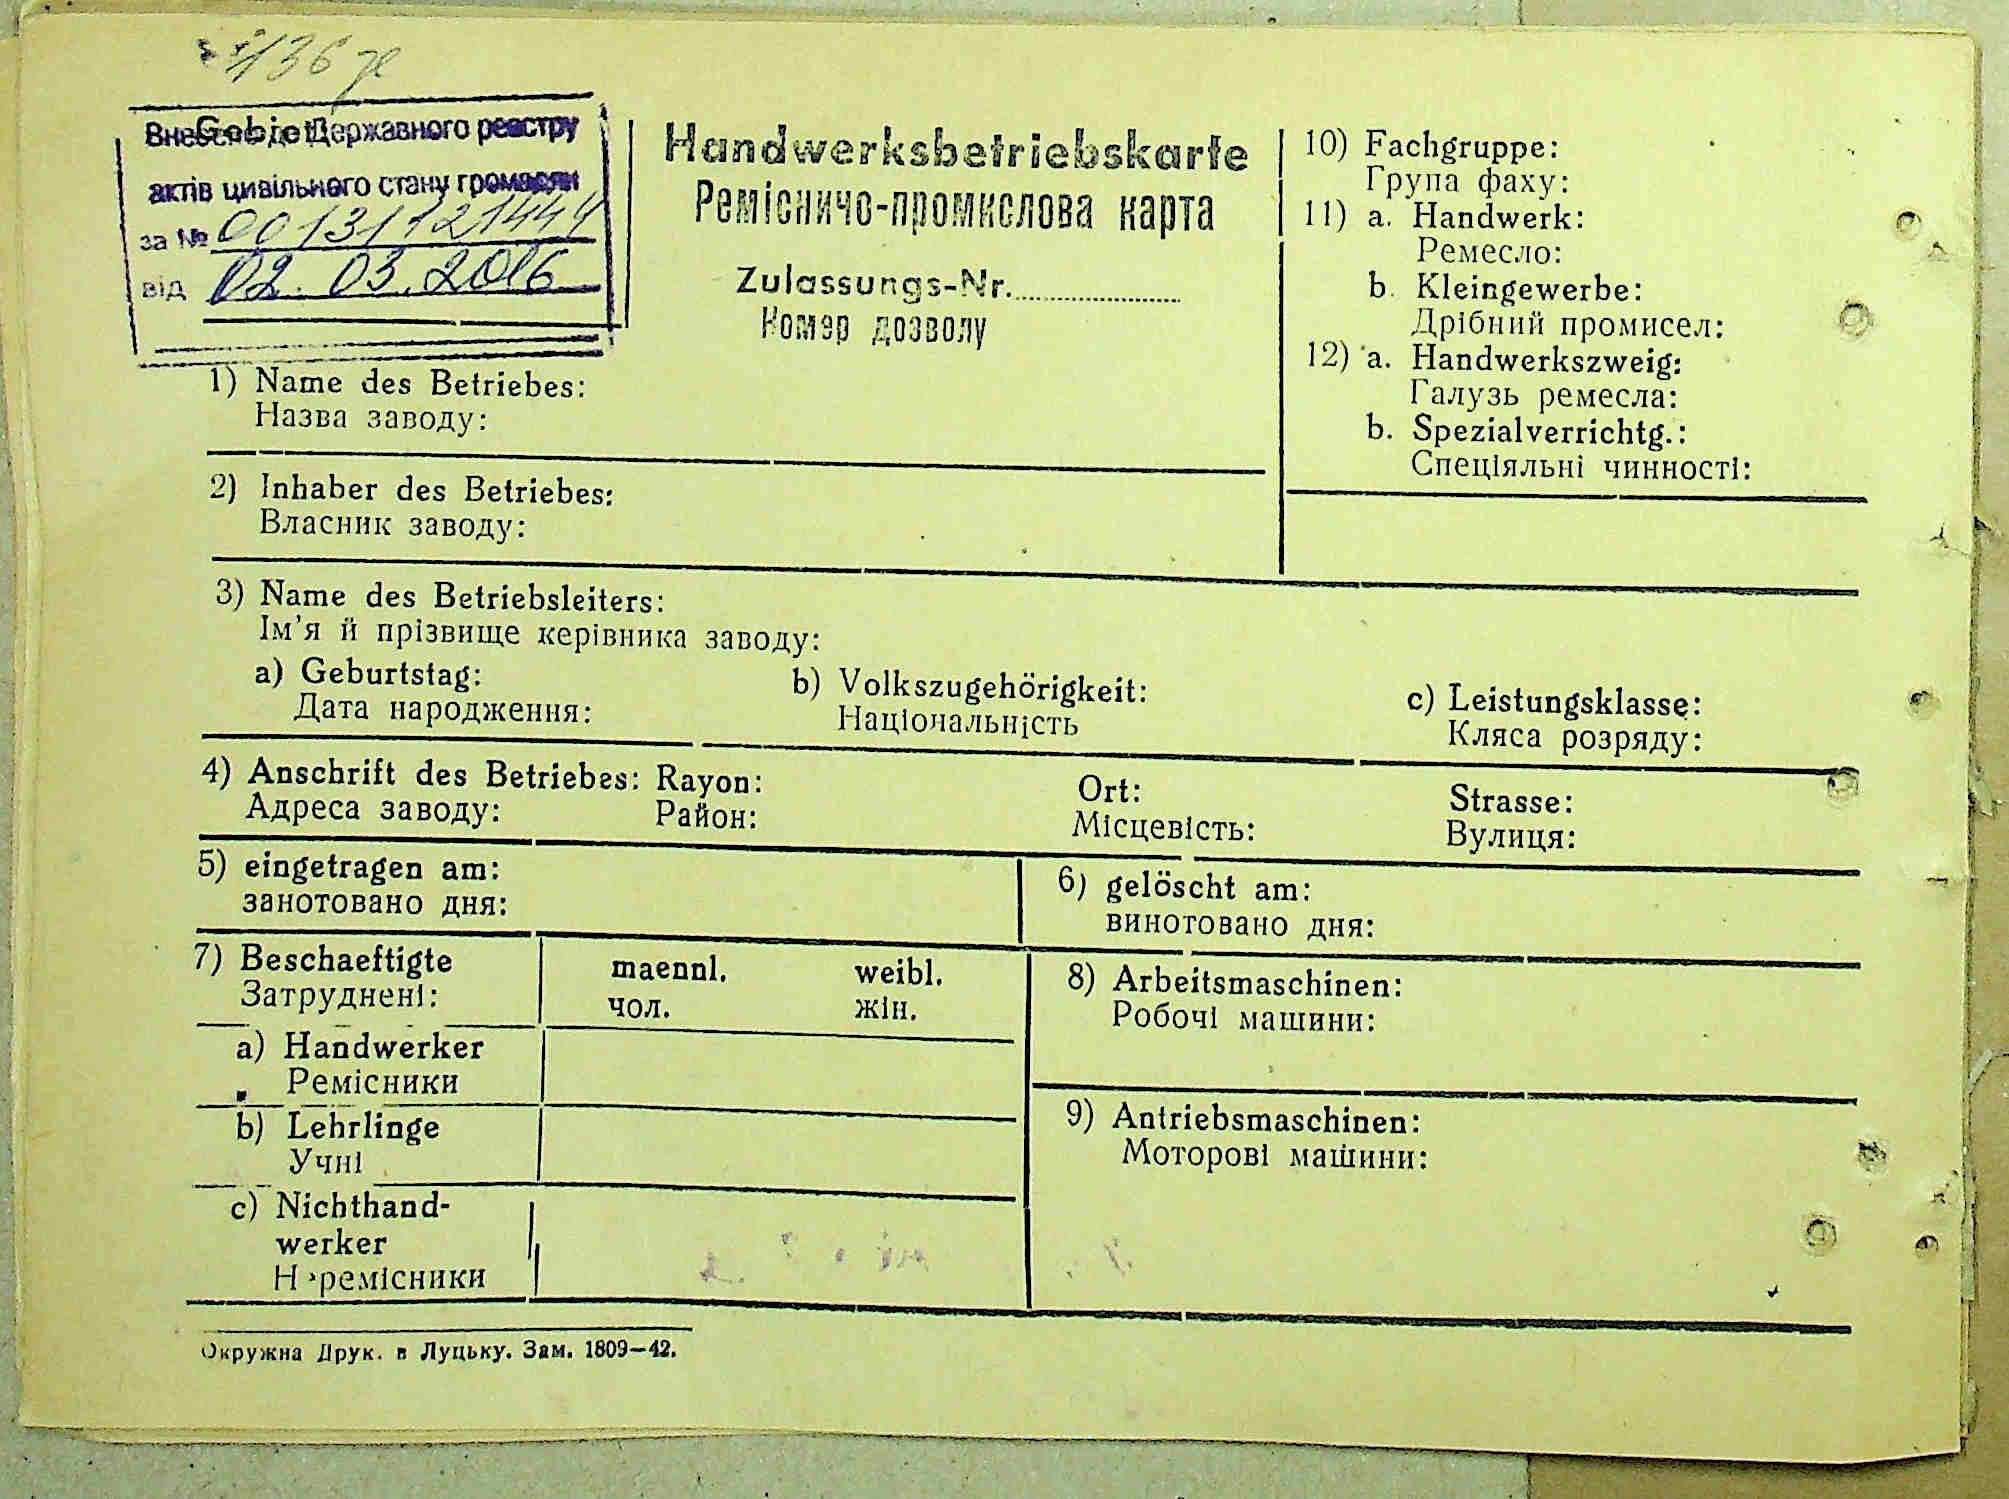 136
Gebiet
Внесено до Державного реєстру
актів цивільного стану громадян
за № 00131121444
від 02.03.2016
Handwerksbetriebskarte
Ремісничо-промислова карта
Zulassungs-Nr.
Номер дозволу
1) Name des Betriebes:
Назва заводу:
2) Inhaber des Betriebes:
Власник заводу:
10) Fachgruppe:
Група фаху:
11) a. Handwerk:
Ремесло:
b. Kleingewerbe:
Дрібний промисел:
12) a. Handwerkszweig:
Галузь ремесла:
b. Spezialverrichtg.:
Спеціяльні чинності:
3) Name des Betriebsleiters:
Ім'я й прізвище керівника заводу:
a) Geburtstag: b) Volkszugehörigkeit: c) Leistungsklasse:
Дата народження: Національність Кляса розряду:
4) Anschrift des Betriebes: Rayon: Ort: Strasse:
Адреса заводу: Район: Місцевість: Вулиця:
5) eingetragen am: 6) gelöscht am:
занотовано дня: винотовано дня:
7) Beschaeftigte maennl. weibl.
Затруднені: чол. жін.
a) Handwerker
Ремісники
b) Lehrlinge
Учні
c) Nichthand-
werker
Н ремісники
8) Arbeitsmaschinen:
Робочі машини:
9) Antriebsmaschinen:
Моторові машини:
Окружна Друк. в Луцьку. Зам. 1809—42.